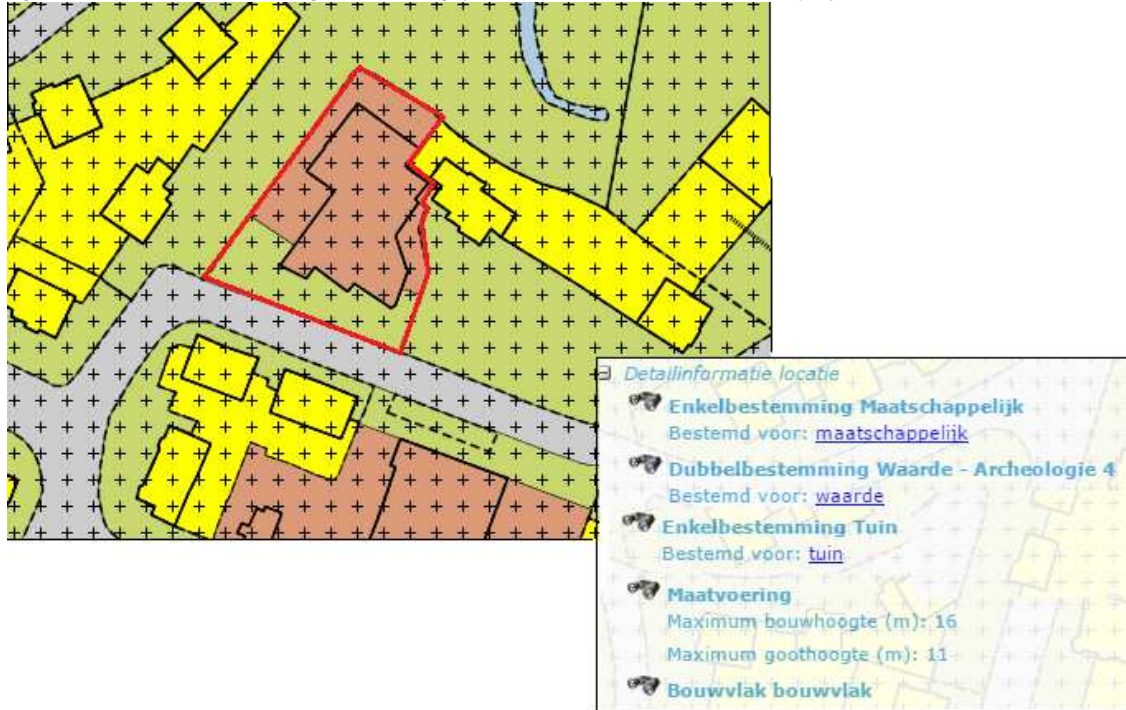 Detailinformatie locatie
Enkelbestemming Maatschappelijk
Bestemd voor: maatschappelijk
Dubbelbestemming Waarde - Archeologie 4
Bestemd voor: waarde
Enkelbestemming Tuin
Bestemd voor: tuin
Maatvoering
Maximum bouwhoogte (m): 16
Maximum goothoogte (m): 11
Bouwvlak bouwvlak